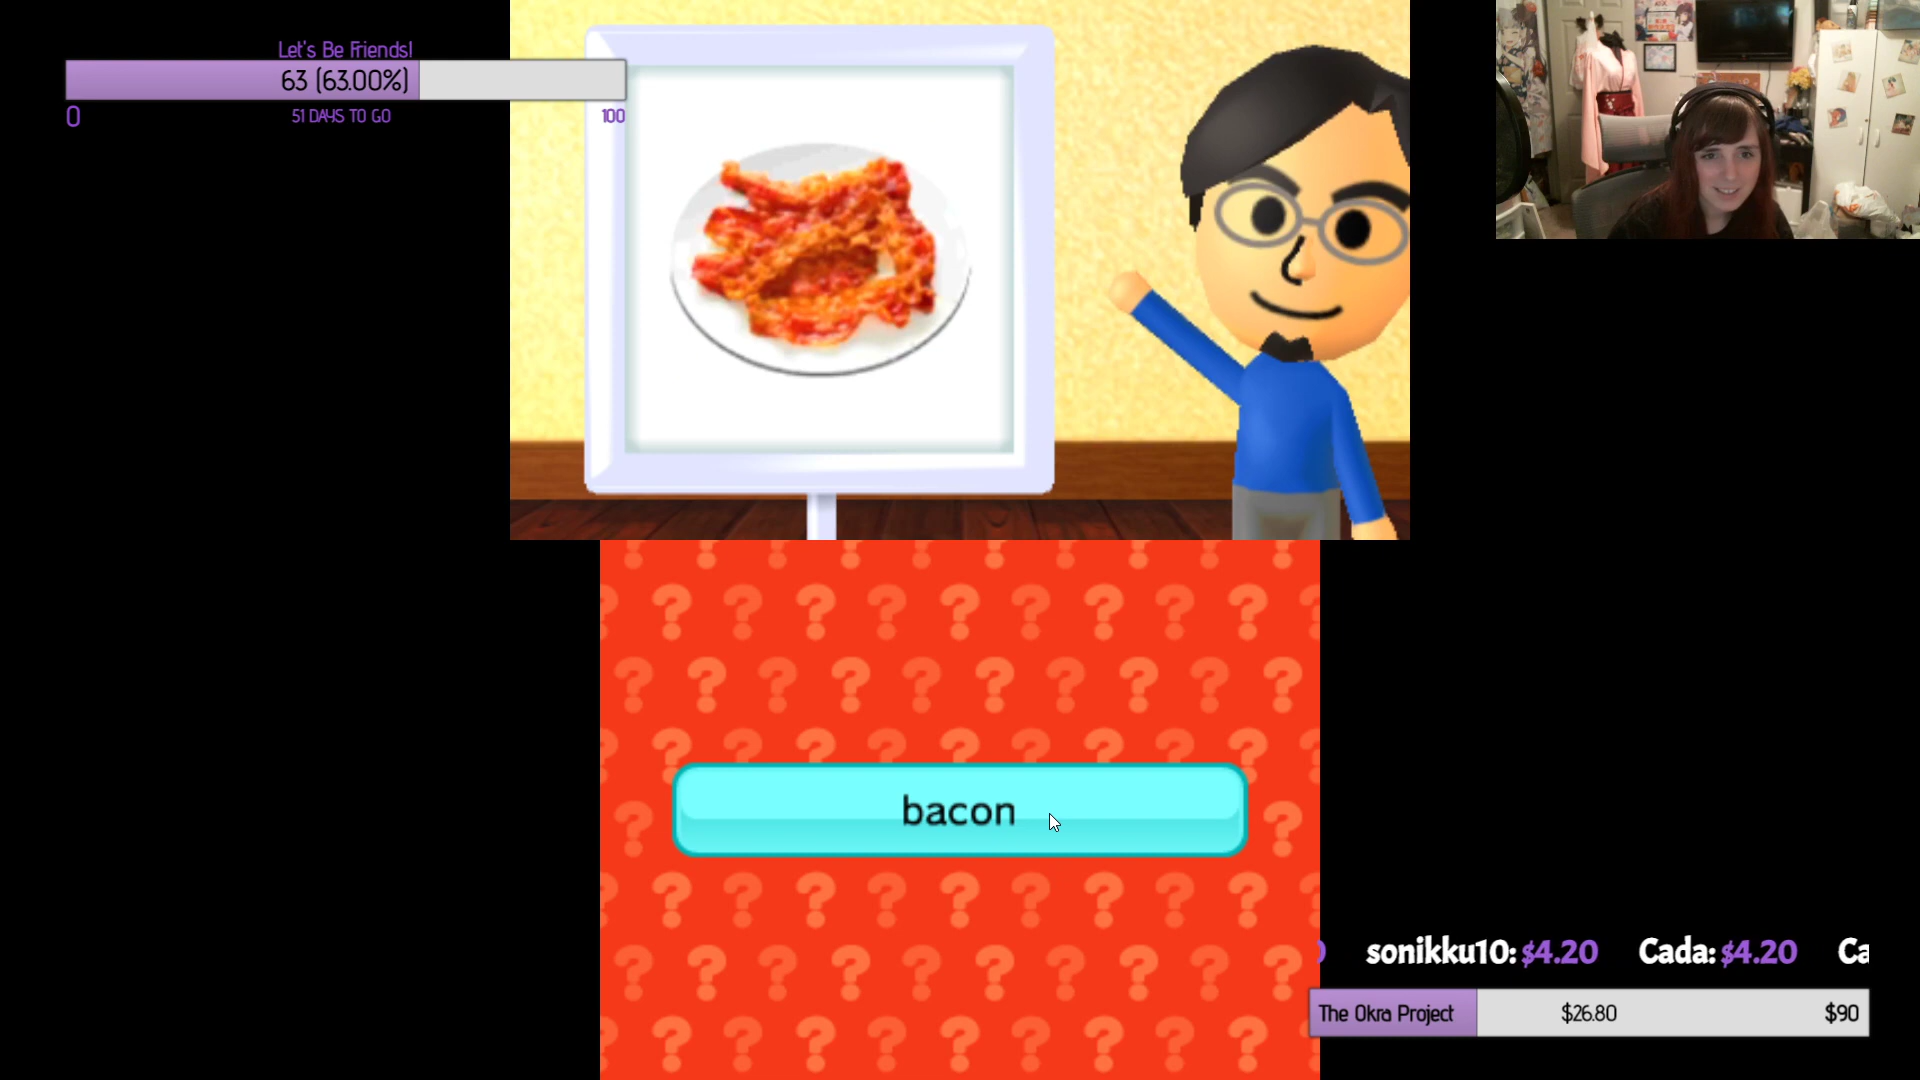 Let's Be Friends!
63 (63.00%)
0
51 DAYS TO GO
100
bacon
sonikku10: $4.20 Cada: $4.20 Ca
The Okra Project $26.80 $90